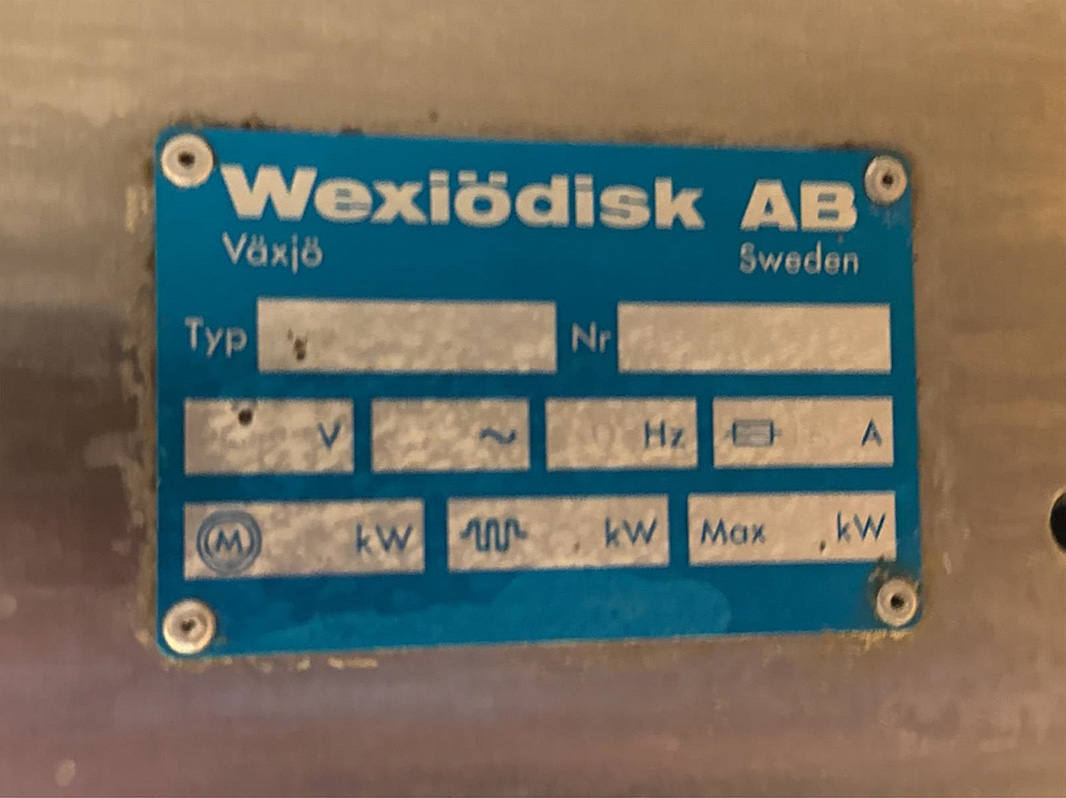 Wexiödisk AB
Växjö Sweden
Typ Nr
V ~ Hz A
M kW kW Max kW